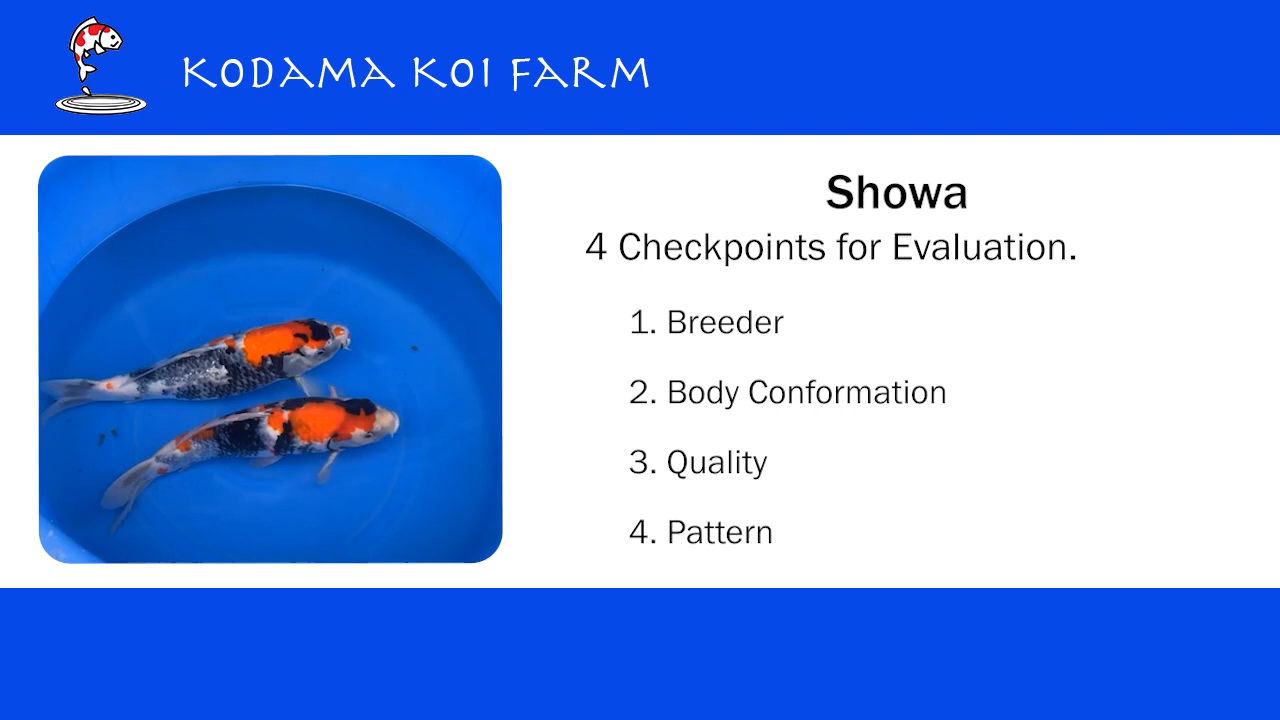 KODAMA KOI FARM
Showa
4 Checkpoints for Evaluation.
1. Breeder
2. Body Conformation
3. Quality
4. Pattern